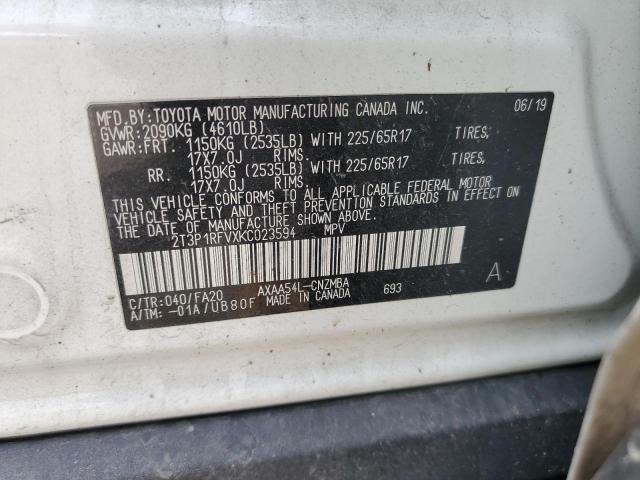 MFD.BY:TOYOTA MOTOR MANUFACTURING CANADA INC. 06/19
GVWR:2090KG (4610LB)
GAWR:FRT. 1150KG (2535LB) WITH 225/65R17 TIRES,
17X7.0J RIMS.
RR. 1150KG (2535LB) WITH 225/65R17 TIRES,
17X7.0J RIMS.
THIS VEHICLE CONFORMS TO ALL APPLICABLE FEDERAL MOTOR
VEHICLE SAFETY AND THEFT PREVENTION STANDARDS IN EFFECT ON
THE DATE OF MANUFACTURE SHOWN ABOVE.
2T3P1RFVXKC023594 MPV
A
C/TR:040/FA20 AXAA54L-CNZMBA 693
A/TM:-01A/UB80F MADE IN CANADA